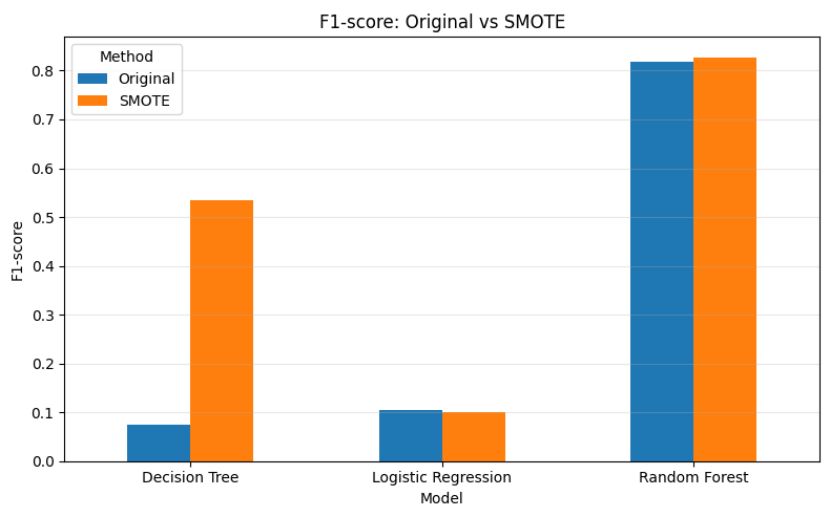 F1-score: Original vs SMOTE
Method
Original
SMOTE
0.8
0.7
0.6
0.5
0.4
0.3
0.2
0.1
0.0
F1-score
Decision Tree
Logistic Regression
Random Forest
Model